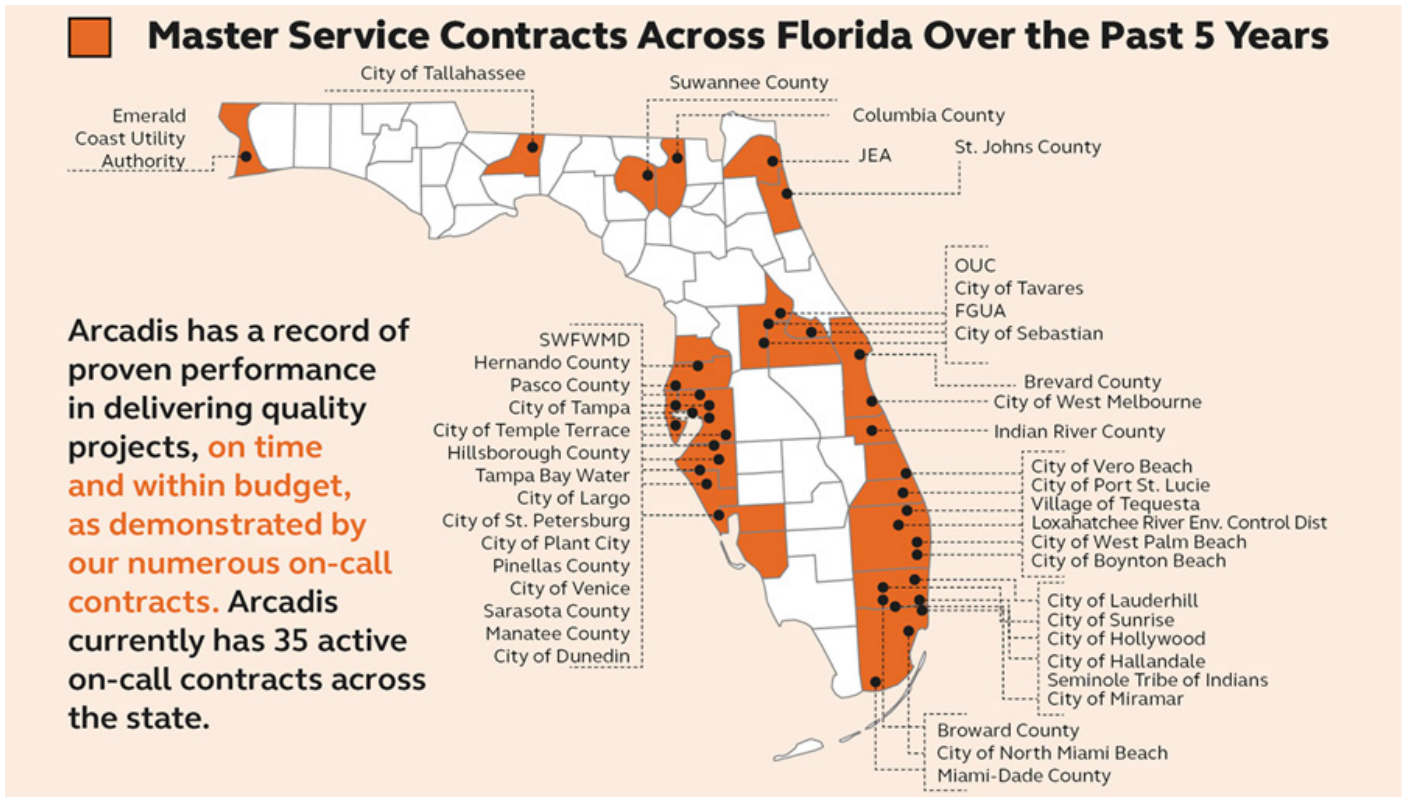 Master Service Contracts Across Florida Over the Past 5 Years
City of Tallahassee
Suwannee County
Emerald
Coast Utility
Authority
Columbia County
JEA
St. Johns County
OUC
City of Tavares
FGUA
City of Sebastian
Brevard County
City of West Melbourne
Indian River County
Arcadis has a record of
proven performance
in delivering quality
projects, on time
and within budget,
as demonstrated by
our numerous on-call
contracts. Arcadis
currently has 35 active
on-call contracts across
the state.
SWFWMD
Hernando County
Pasco County
City of Tampa
City of Temple Terrace
Hillsborough County
Tampa Bay Water
City of Largo
City of St. Petersburg
City of Plant City
Pinellas County
City of Venice
Sarasota County
Manatee County
City of Dunedin
City of Vero Beach
City of Port St. Lucie
Village of Tequesta
Loxahatchee River Env. Control Dist
City of West Palm Beach
City of Boynton Beach
City of Lauderhill
City of Sunrise
City of Hollywood
City of Hallandale
Seminole Tribe of Indians
City of Miramar
Broward County
City of North Miami Beach
Miami-Dade County